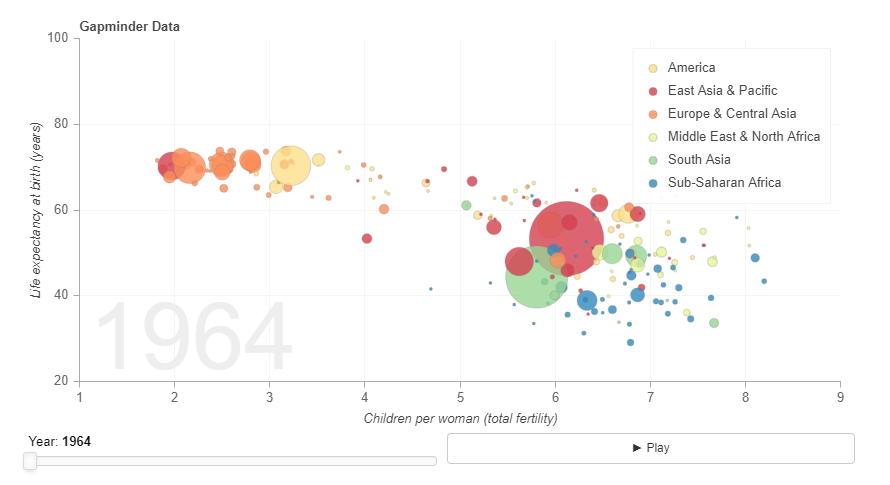 Gapminder Data
100
80
60
40
20
Life expectancy at birth (years)
America
East Asia & Pacific
Europe & Central Asia
Middle East & North Africa
South Asia
Sub-Saharan Africa
1964
1 2 3 4 5 6 7 8 9
Children per woman (total fertility)
Year: 1964
► Play